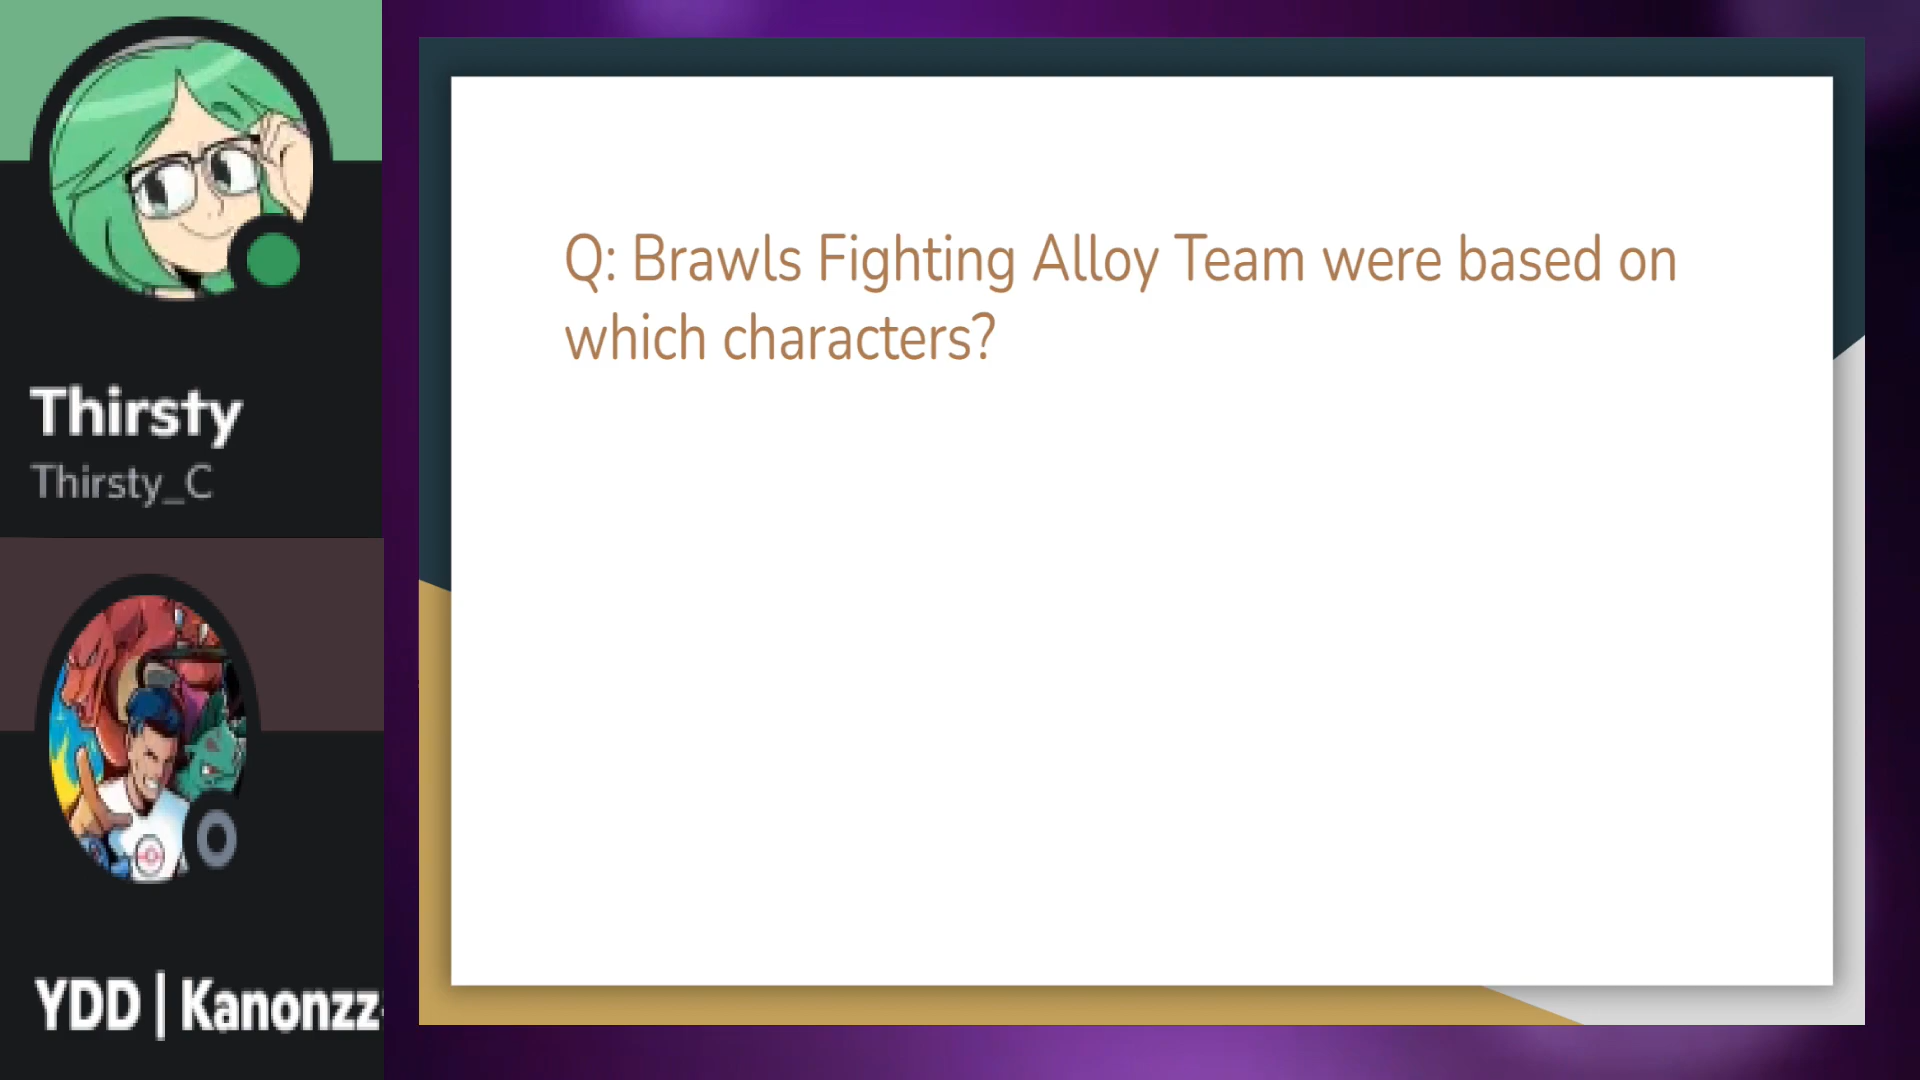 Thirsty
Thirsty_C
YDD | Kanonzz
Q: Brawls Fighting Alloy Team were based on
which characters?